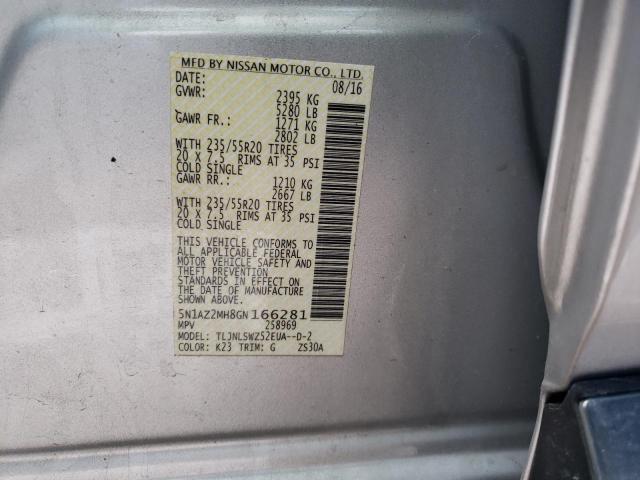 MFD BY NISSAN MOTOR CO., LTD.
DATE: 08/16
GVWR: 2395 KG
5280 LB
GAWR FR.: 1271 KG
2802 LB
WITH 235/55R20 TIRES
20 X 7.5 RIMS AT 35 PSI
COLD SINGLE
GAWR RR.: 1210 KG
2667 LB
WITH 235/55R20 TIRES
20 X 7.5 RIMS AT 35 PSI
COLD SINGLE
THIS VEHICLE CONFORMS TO
ALL APPLICABLE FEDERAL
MOTOR VEHICLE SAFETY AND
THEFT PREVENTION
STANDARDS IN EFFECT ON
THE DATE OF MANUFACTURE
SHOWN ABOVE.
5N1AZ2MH8GN166281
MPV 258969
MODEL: TLJNLSWZ52EUA--D-2
COLOR: K23 TRIM: G ZS30A